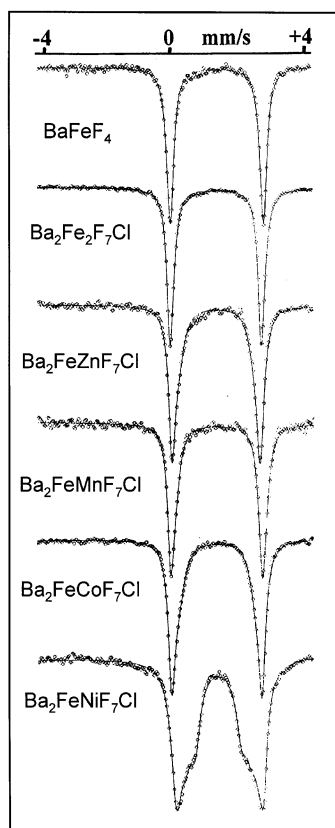 -4 0 mm/s +4
BaFeF₄
Ba₂Fe₂F₇Cl
Ba₂FeZnF₇Cl
Ba₂FeMnF₇Cl
Ba₂FeCoF₇Cl
Ba₂FeNiF₇Cl